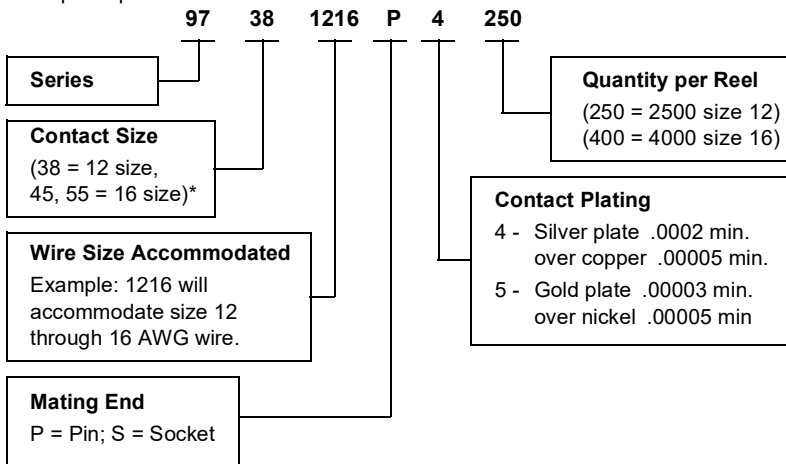 97 38 1216 P 4 250
Series
Quantity per Reel
(250 = 2500 size 12)
(400 = 4000 size 16)
Contact Size
(38 = 12 size,
45, 55 = 16 size)*
Contact Plating
4 - Silver plate .0002 min.
over copper .00005 min.
5 - Gold plate .00003 min.
over nickel .00005 min
Wire Size Accommodated
Example: 1216 will
accommodate size 12
through 16 AWG wire.
Mating End
P = Pin; S = Socket